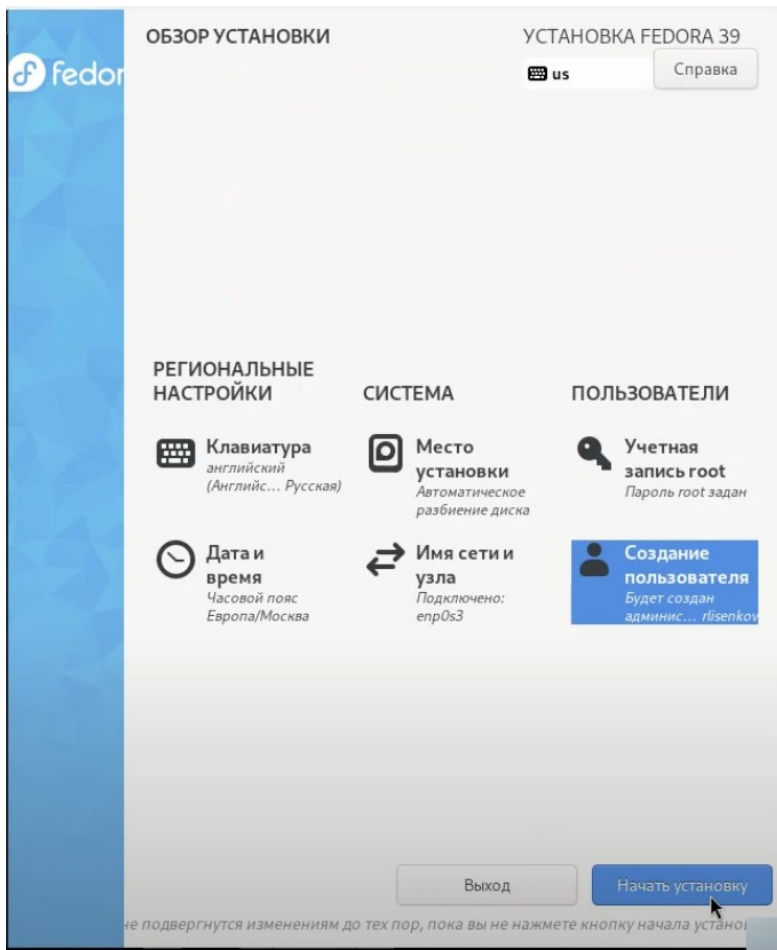 ОБЗОР УСТАНОВКИ
УСТАНОВКА FEDORA 39
us
Справка
fedor
РЕГИОНАЛЬНЫЕ
НАСТРОЙКИ
СИСТЕМА
ПОЛЬЗОВАТЕЛИ
Клавиатура
английский
(Английс... Русская)
Место
установки
Автоматическое
разбиение диска
Учетная
запись root
Пароль root задан
Дата и
время
Часовой пояс
Европа/Москва
Имя сети и
узла
Подключено:
enp0s3
Создание
пользователя
Будет создан
админис... rlisenkov
Выход
Начать установку
не подвергнутся изменениям до тех пор, пока вы не нажмете кнопку начала устано